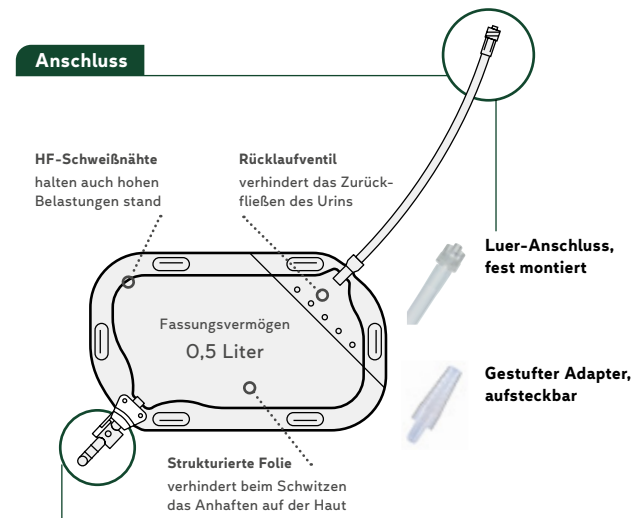 Anschluss
HF-Schweißnähte
halten auch hohen
Belastungen stand
Rücklaufventil
verhindert das Zurück-
fließen des Urins
Luer-Anschluss,
fest montiert
Fassungsvermögen
0,5 Liter
Gestufter Adapter,
aufsteckbar
Strukturierte Folie
verhindert beim Schwitzen
das Anhaften auf der Haut